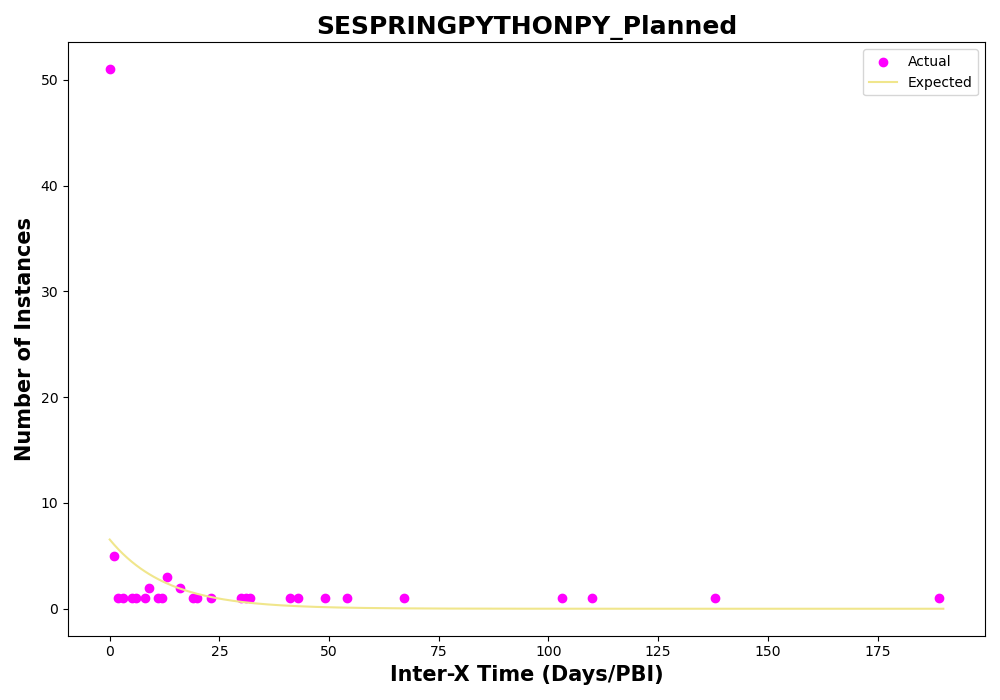 SESPRINGPYTHONPY_Planned
Actual
Expected
Number of Instances
50
40
30
20
10
0
0 25 50 75 100 125 150 175
Inter-X Time (Days/PBI)